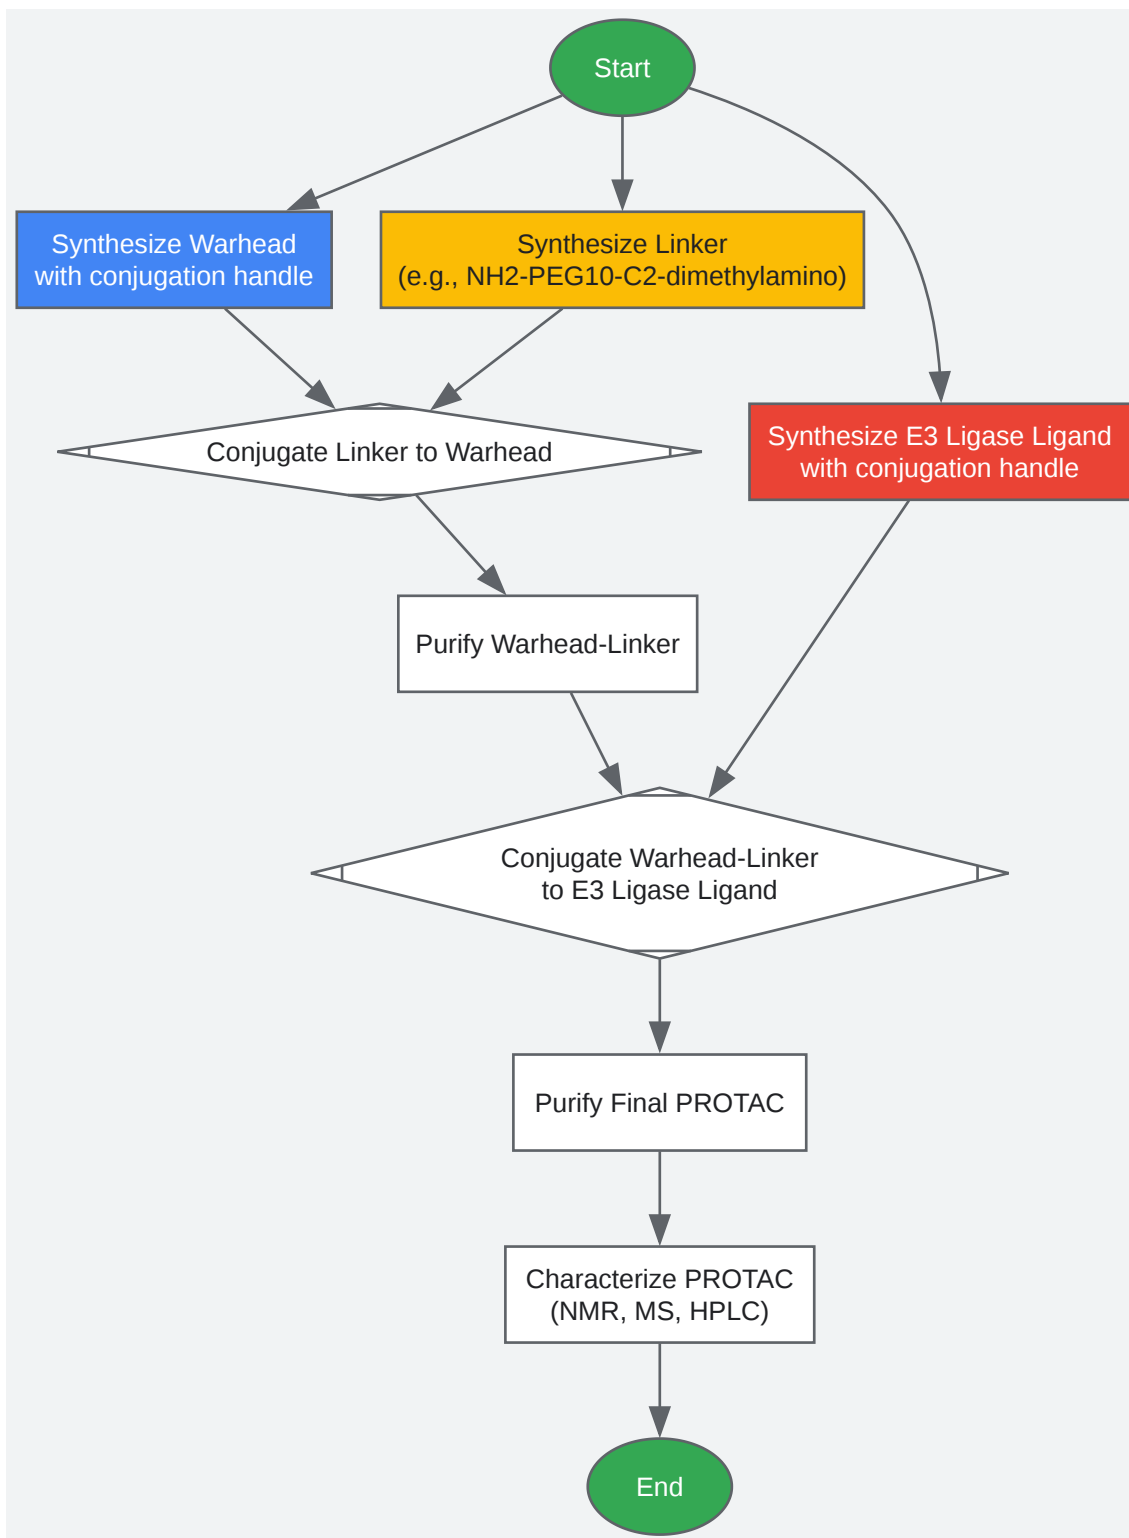 Start
Synthesize Warhead
with conjugation handle
Synthesize Linker
(e.g., NH2-PEG10-C2-dimethylamino)
Conjugate Linker to Warhead
Synthesize E3 Ligase Ligand
with conjugation handle
Purify Warhead-Linker
Conjugate Warhead-Linker
to E3 Ligase Ligand
Purify Final PROTAC
Characterize PROTAC
(NMR, MS, HPLC)
End